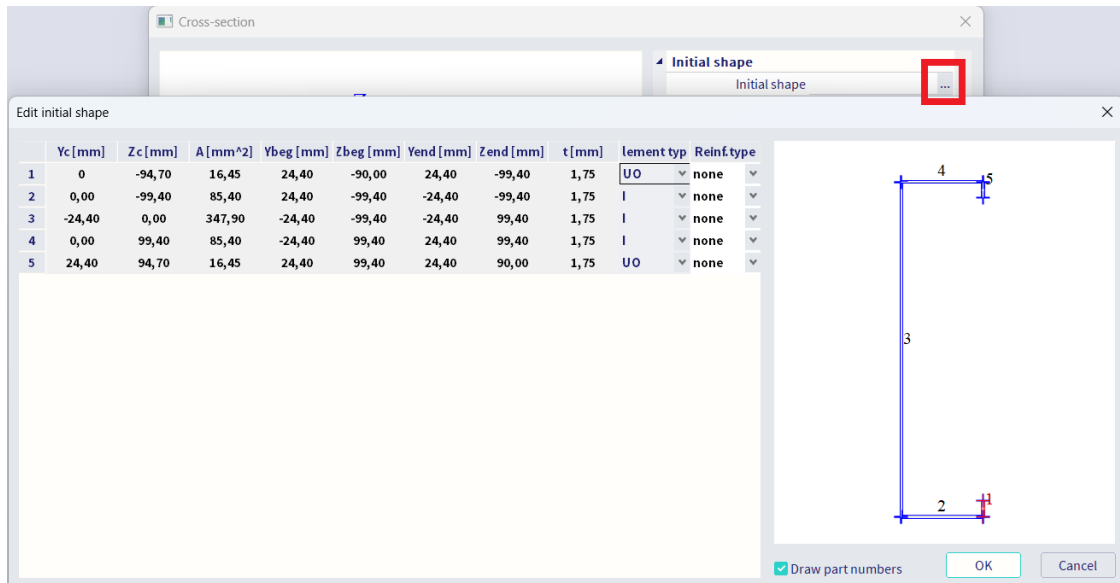 Cross-section
Initial shape
Initial shape
...
Edit initial shape
Yc [mm] Zc [mm] A [mm^2] Ybeg [mm] Zbeg [mm] Yend [mm] Zend [mm] t [mm] lement typ Reinf. type
1 0 -94,70 16,45 24,40 -90,00 24,40 -99,40 1,75 UO none
2 0,00 -99,40 85,40 24,40 -99,40 -24,40 -99,40 1,75 I none
3 -24,40 0,00 347,90 -24,40 -99,40 -24,40 99,40 1,75 I none
4 0,00 99,40 85,40 -24,40 99,40 24,40 99,40 1,75 I none
5 24,40 94,70 16,45 24,40 99,40 24,40 90,00 1,75 UO none
4
5
3
2
1
Draw part numbers
OK
Cancel